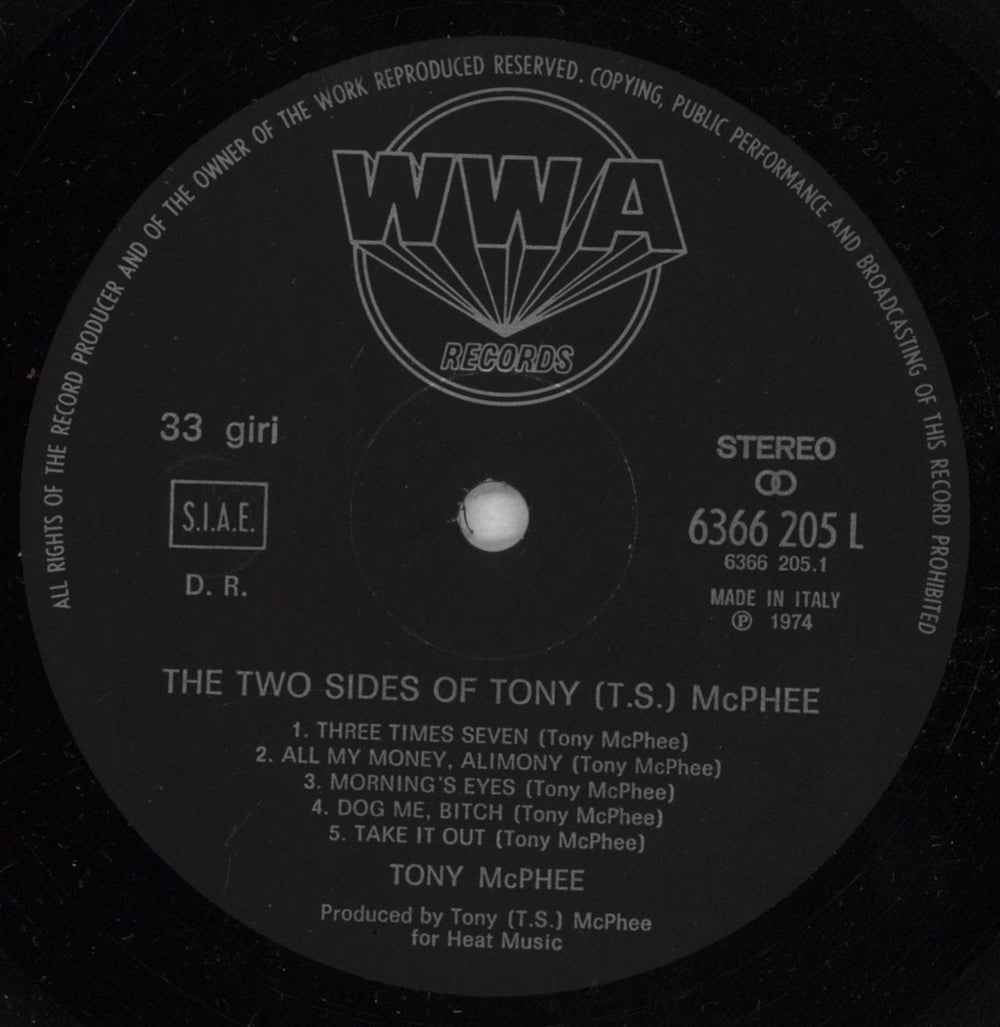 ALL RIGHTS OF THE RECORD PRODUCER AND OF THE OWNER OF THE WORK REPRODUCED RESERVED. COPYING, PUBLIC PERFORMANCE AND BROADCASTING OF THIS RECORD PROHIBITED
WWA
RECORDS
33 giri
S.I.A.E.
D. R.
STEREO
6366 205 L
6366 205.1
MADE IN ITALY
Ⓟ 1974
THE TWO SIDES OF TONY (T.S.) McPHEE
1. THREE TIMES SEVEN (Tony McPhee)
2. ALL MY MONEY, ALIMONY (Tony McPhee)
3. MORNING'S EYES (Tony McPhee)
4. DOG ME, BITCH (Tony McPhee)
5. TAKE IT OUT (Tony McPhee)
TONY McPHEE
Produced by Tony (T.S.) McPhee
for Heat Music